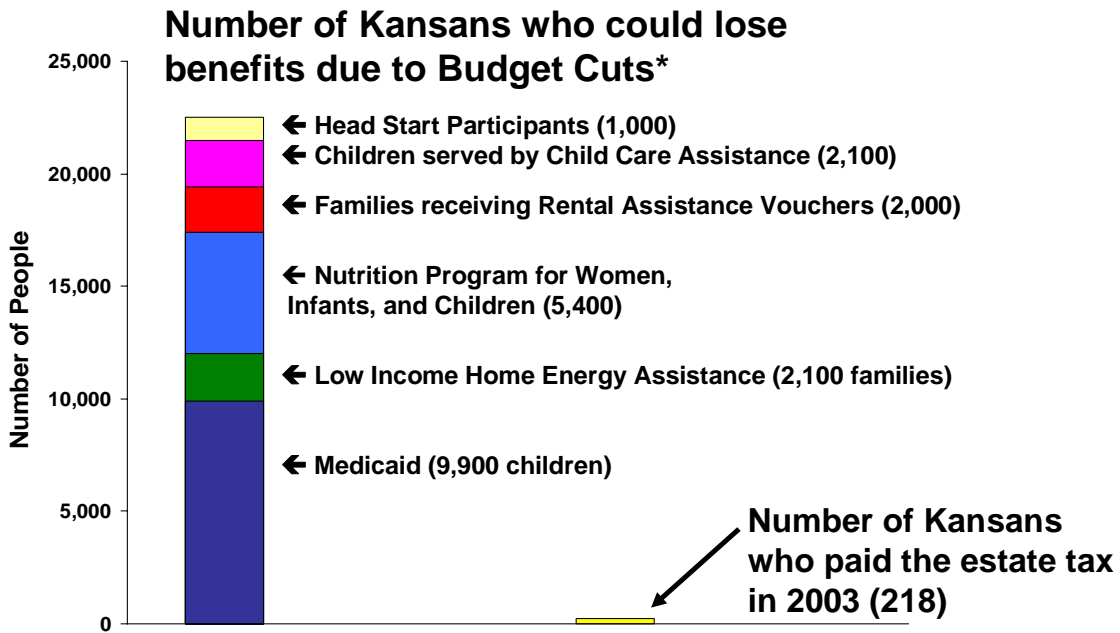 Number of Kansans who could lose
benefits due to Budget Cuts*
25,000
20,000
15,000
10,000
5,000
0
Number of People
← Head Start Participants (1,000)
← Children served by Child Care Assistance (2,100)
← Families receiving Rental Assistance Vouchers (2,000)
← Nutrition Program for Women,
Infants, and Children (5,400)
← Low Income Home Energy Assistance (2,100 families)
← Medicaid (9,900 children)
Number of Kansans
who paid the estate tax
in 2003 (218)